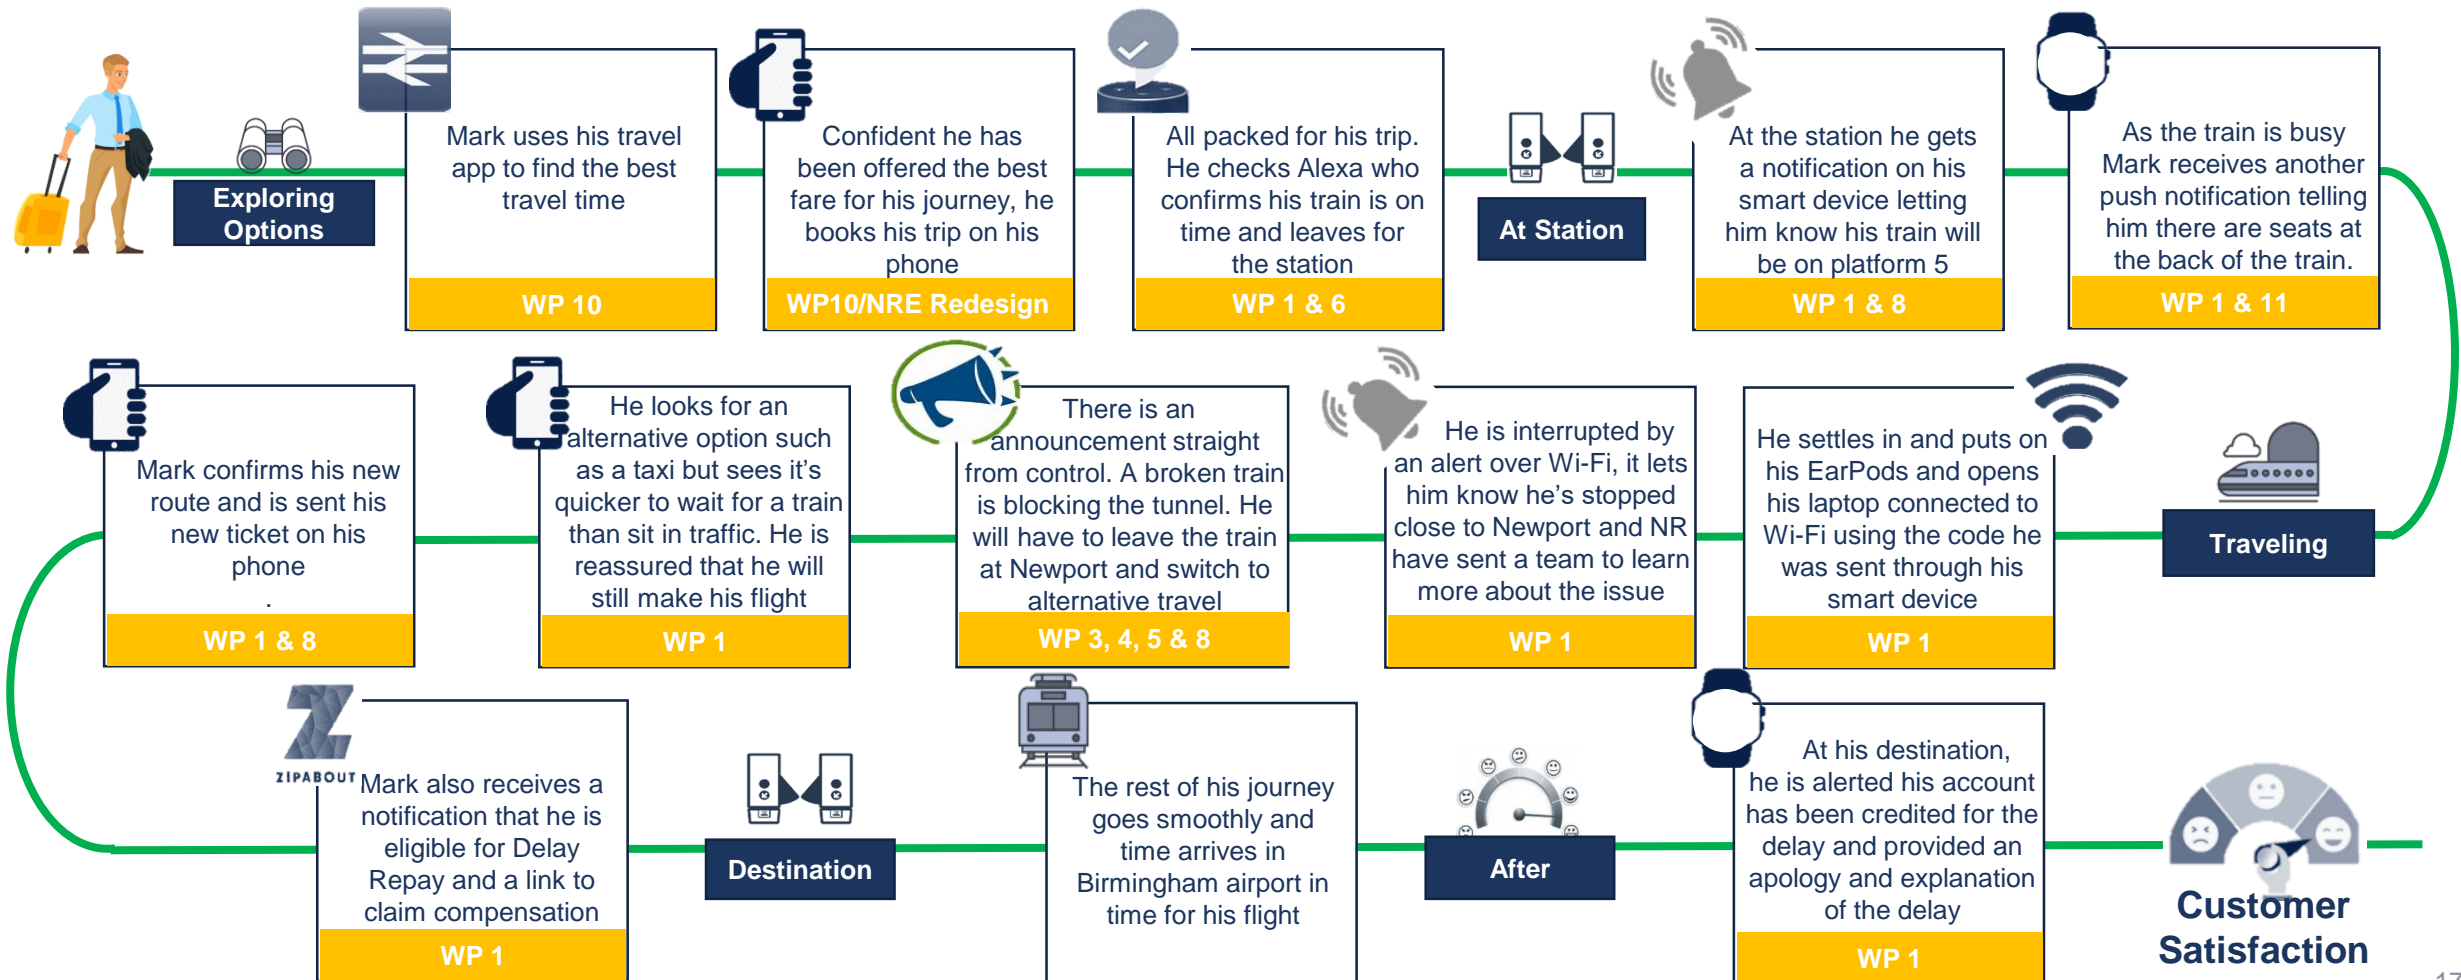 Exploring
Options
Mark uses his travel
app to find the best
travel time
WP 10
Confident he has
been offered the best
fare for his journey, he
books his trip on his
phone
WP10/NRE Redesign
All packed for his trip.
He checks Alexa who
confirms his train is on
time and leaves for
the station
WP 1 & 6
At Station
At the station he gets
a notification on his
smart device letting
him know his train will
be on platform 5
WP 1 & 8
As the train is busy
Mark receives another
push notification telling
him there are seats at
the back of the train.
WP 1 & 11
Traveling
He settles in and puts on
his EarPods and opens
his laptop connected to
Wi-Fi using the code he
was sent through his
smart device
WP 1
He is interrupted by
an alert over Wi-Fi, it lets
him know he’s stopped
close to Newport and NR
have sent a team to learn
more about the issue
WP 1
There is an
announcement straight
from control. A broken train
is blocking the tunnel. He
will have to leave the train
at Newport and switch to
alternative travel
WP 3, 4, 5 & 8
He looks for an
alternative option such
as a taxi but sees it’s
quicker to wait for a train
than sit in traffic. He is
reassured that he will
still make his flight
WP 1
Mark confirms his new
route and is sent his
new ticket on his
phone
.
WP 1 & 8
ZIPABOUT
Mark also receives a
notification that he is
eligible for Delay
Repay and a link to
claim compensation
WP 1
Destination
The rest of his journey
goes smoothly and
time arrives in
Birmingham airport in
time for his flight
After
At his destination,
he is alerted his account
has been credited for the
delay and provided an
apology and explanation
of the delay
WP 1
Customer
Satisfaction
17